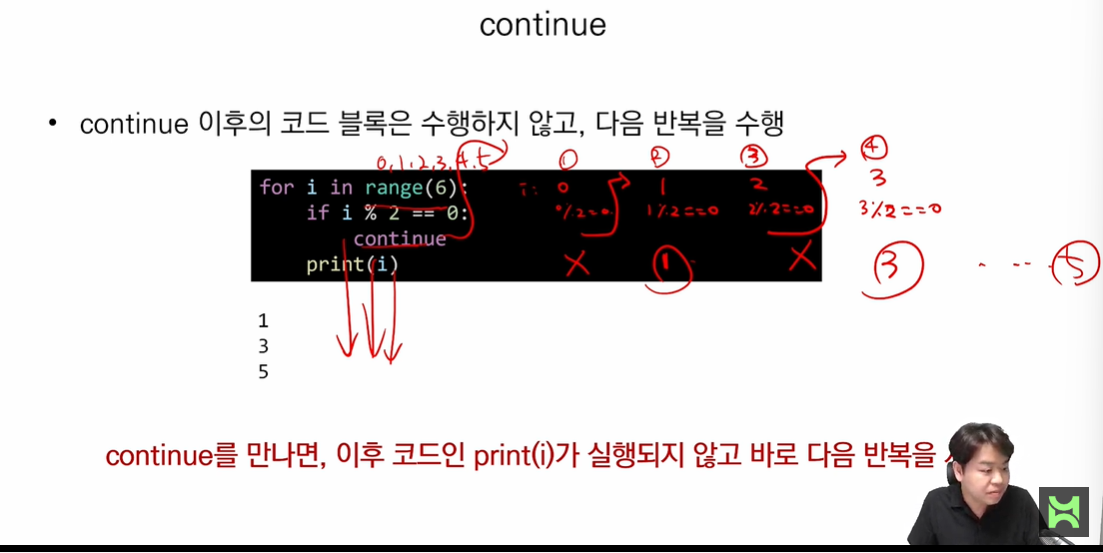 continue
• continue 이후의 코드 블록은 수행하지 않고, 다음 반복을 수행
0, 1, 2, 3, 4, 5 ① ② ③ ④
for i in range(6): i: 0 1 2 3
if i % 2 == 0: 0%2==0 1%2==0 2%2==0 3%2==0
continue
print(i) X 1 X 3 . ... 5
1
3
5
continue를 만나면, 이후 코드인 print(i)가 실행되지 않고 바로 다음 반복을